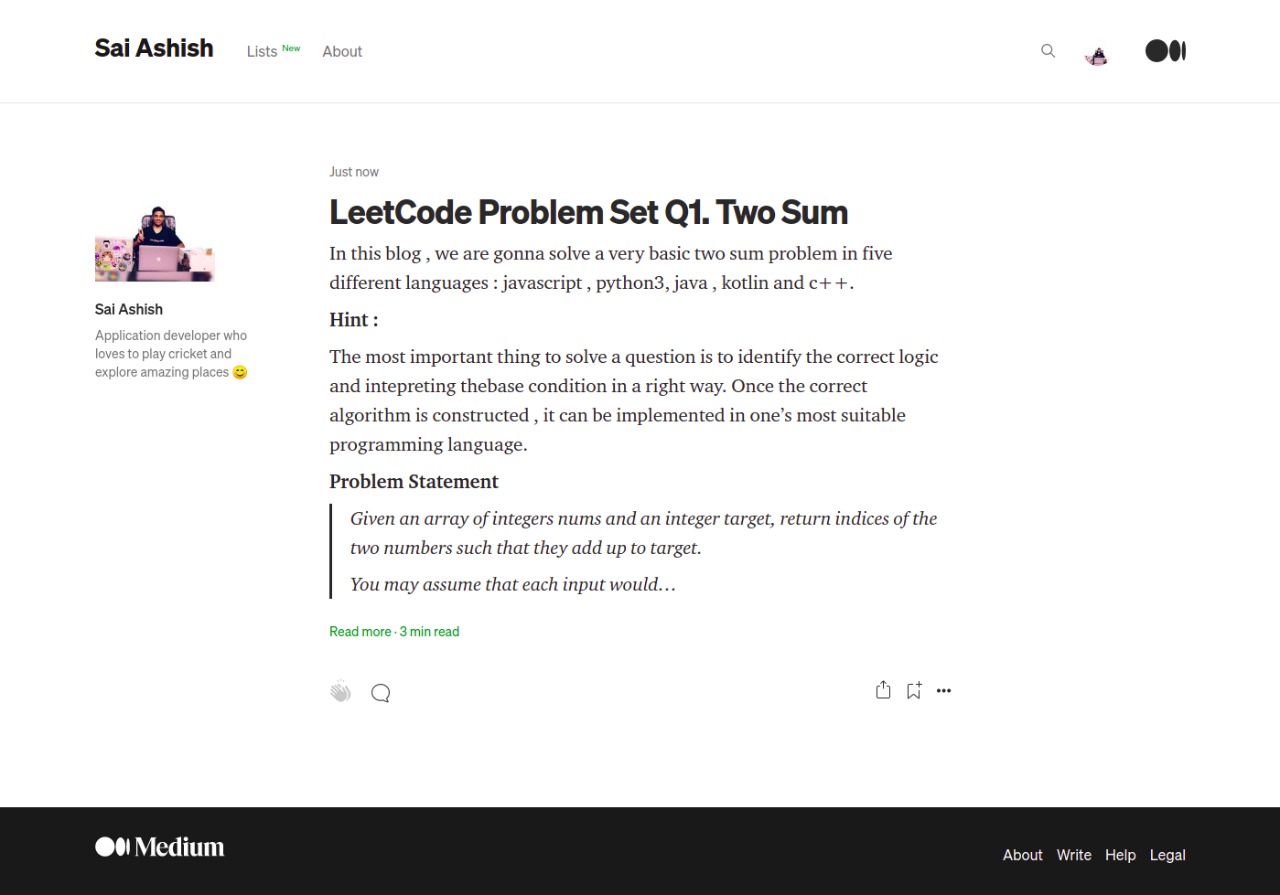 Sai Ashish
Lists New
About
Just now
LeetCode Problem Set Q1. Two Sum
In this blog , we are gonna solve a very basic two sum problem in five
different languages : javascript , python3, java , kotlin and c++.
Hint :
The most important thing to solve a question is to identify the correct logic
and intepreting thebase condition in a right way. Once the correct
algorithm is constructed , it can be implemented in one’s most suitable
programming language.
Problem Statement
Given an array of integers nums and an integer target, return indices of the
two numbers such that they add up to target.
You may assume that each input would…
Read more · 3 min read
Sai Ashish
Application developer who
loves to play cricket and
explore amazing places 😊
Medium
About Write Help Legal